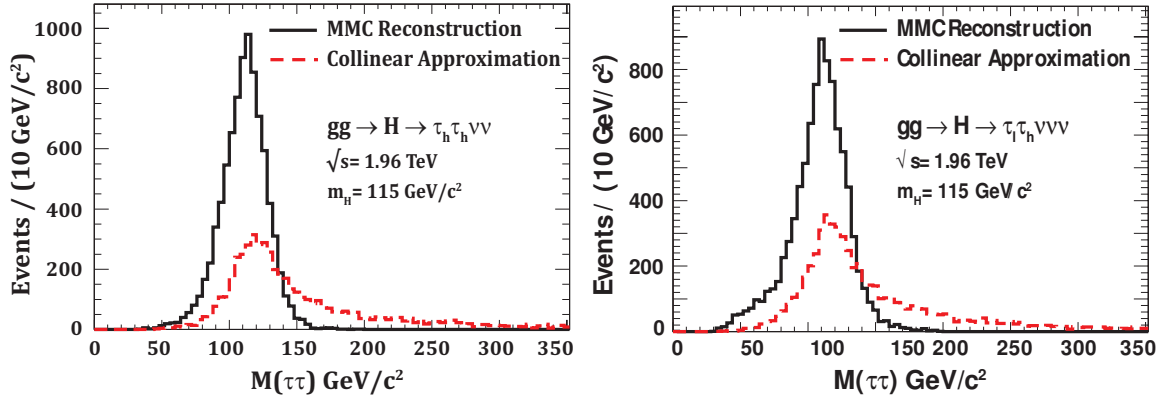 1000
800
600
400
200
0
Events / (10 GeV/c²)
MMC Reconstruction
Collinear Approximation
gg → H → τₕτₕνν
√s= 1.96 TeV
m_H = 115 GeV/c²
0 50 100 150 200 250 300 350
M(ττ) GeV/c²
800
600
400
200
0
Events / (10 GeV/c²)
MMC Reconstruction
Collinear Approximation
gg → H → τₗτₕννν
√ s= 1.96 TeV
m_H = 115 GeV/c²
0 50 100 150 200 250 300 350
M(ττ) GeV/c²